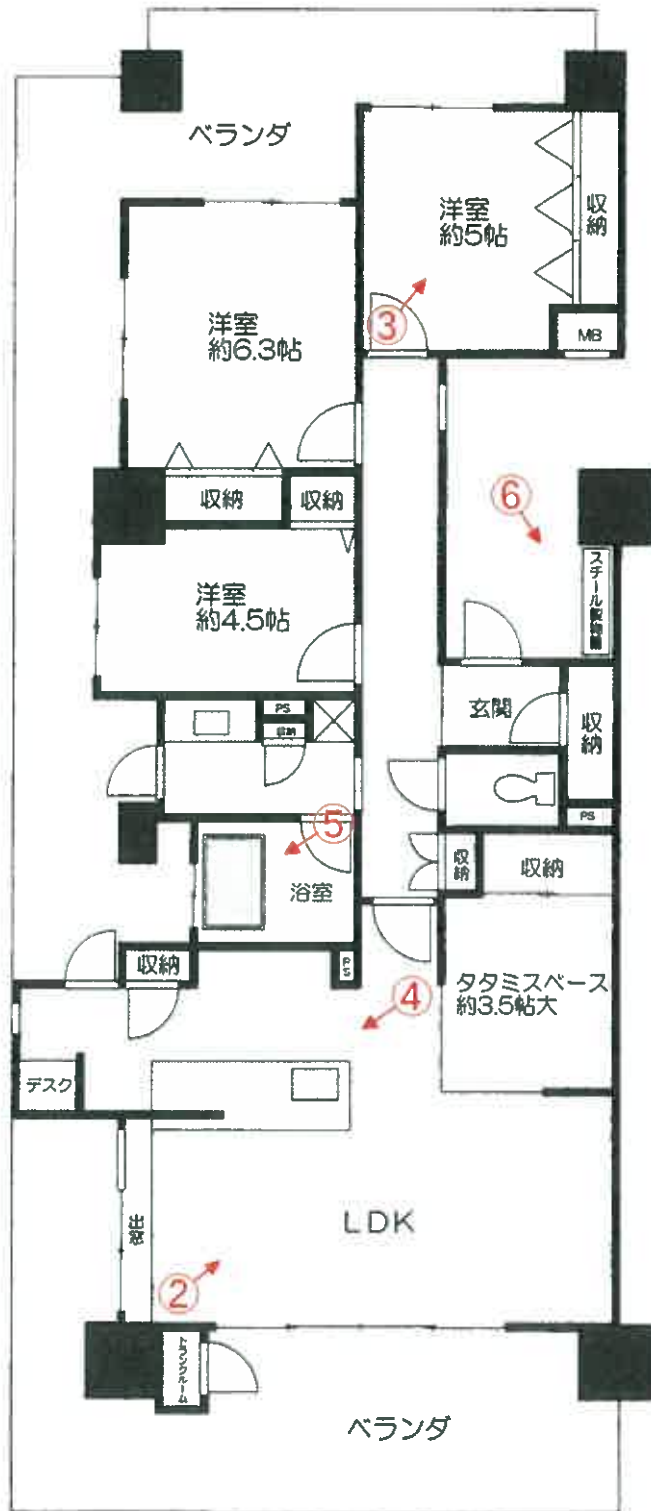 ベランダ
洋室
約5帖
収納
③
MB
洋室
約6.3帖
収納
収納
⑥
スチール製物置
洋室
約4.5帖
PS
収納
玄関
収納
PS
⑤
浴室
収納
収納
PS
収納
タタミスペース
約3.5帖大
④
デスク
LDK
②
トランクルーム
ベランダ